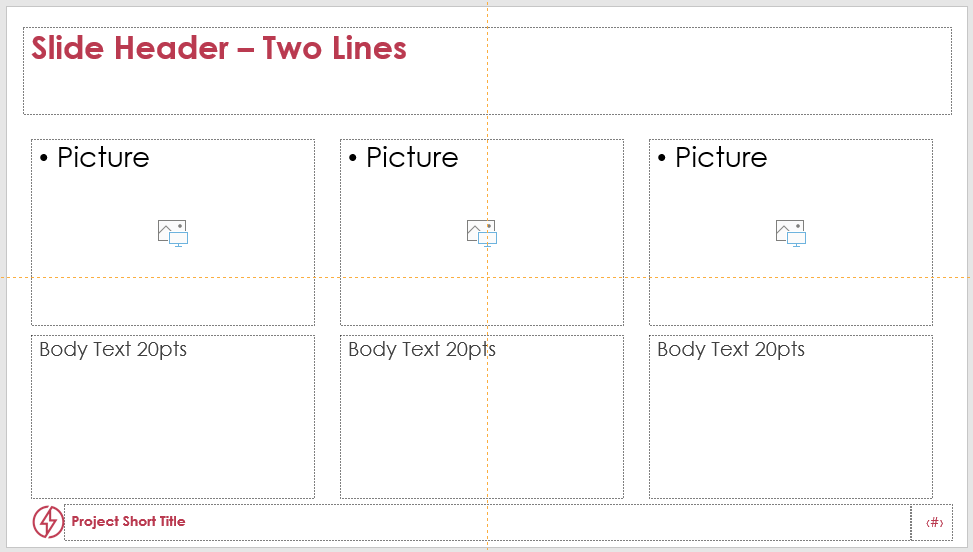 Slide Header – Two Lines
• Picture
• Picture
• Picture
Body Text 20pts
Body Text 20pts
Body Text 20pts
Project Short Title
‹#›